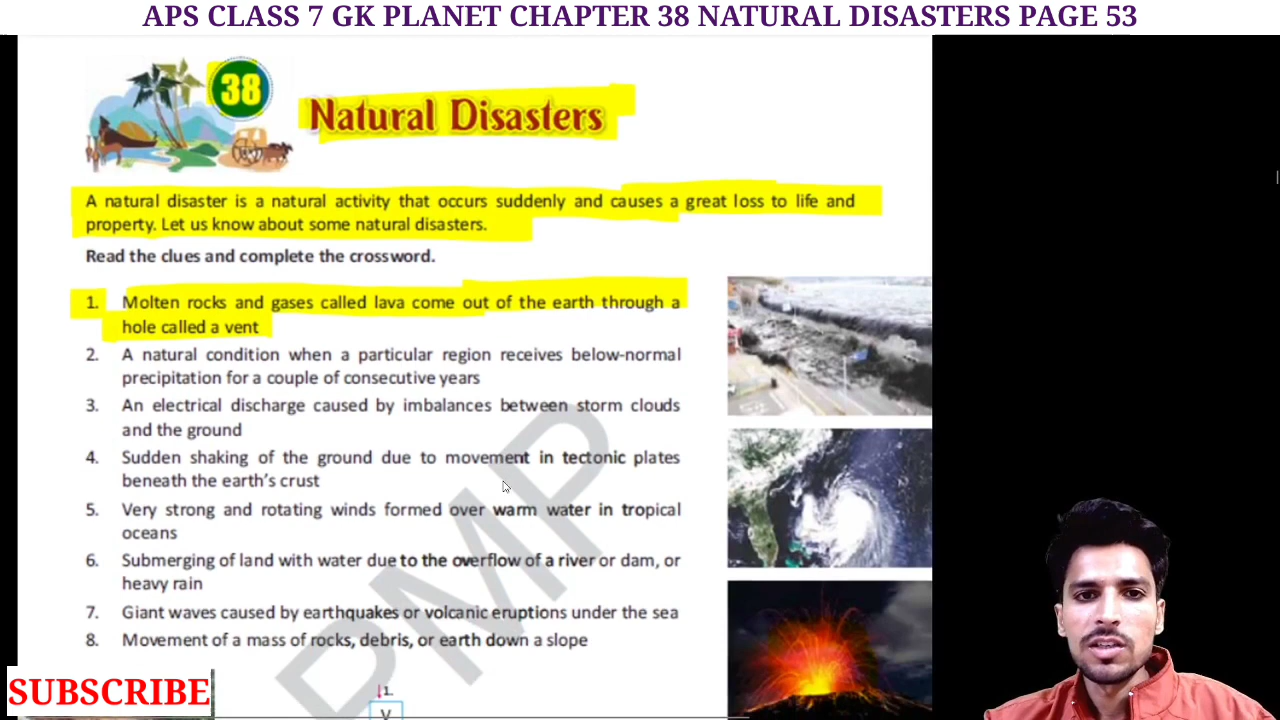 APS CLASS 7 GK PLANET CHAPTER 38 NATURAL DISASTERS PAGE 53
38
Natural Disasters
A natural disaster is a natural activity that occurs suddenly and causes a great loss to life and
property. Let us know about some natural disasters.
Read the clues and complete the crossword.
1. Molten rocks and gases called lava come out of the earth through a
hole called a vent
2. A natural condition when a particular region receives below-normal
precipitation for a couple of consecutive years
3. An electrical discharge caused by imbalances between storm clouds
and the ground
4. Sudden shaking of the ground due to movement in tectonic plates
beneath the earth's crust
5. Very strong and rotating winds formed over warm water in tropical
oceans
6. Submerging of land with water due to the overflow of a river or dam, or
heavy rain
7. Giant waves caused by earthquakes or volcanic eruptions under the sea
8. Movement of a mass of rocks, debris, or earth down a slope
PMP
1.
V
SUBSCRIBE